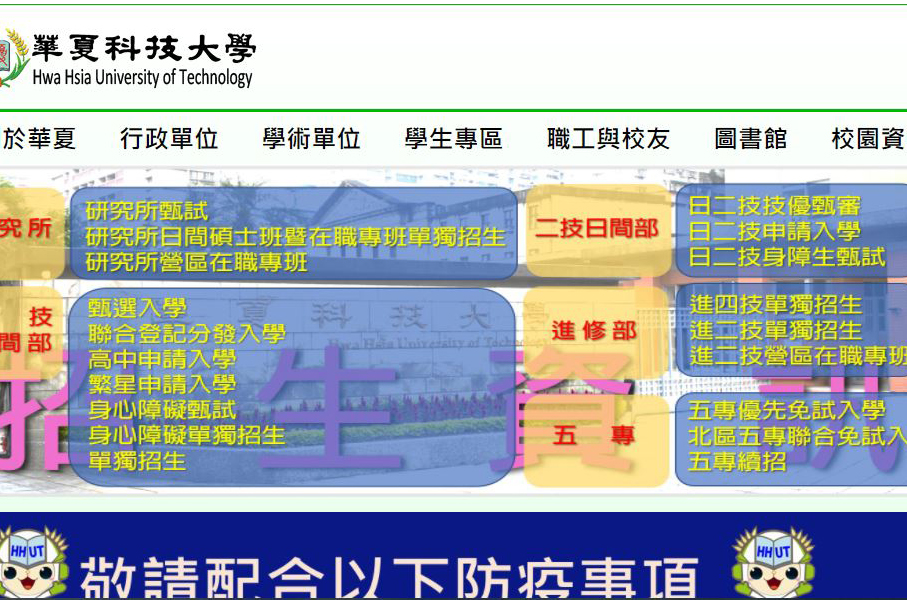 華夏科技大學
Hwa Hsia University of Technology
於華夏 行政單位 學術單位 學生專區 職工與校友 圖書館 校園資
究所
研究所甄試
研究所日間碩士班暨在職專班單獨招生
研究所營區在職專班
二技日間部
日二技技優甄審
日二技申請入學
日二技身障生甄試
技
間部
甄選入學
聯合登記分發入學
高中申請入學
繁星申請入學
身心障礙甄試
身心障礙單獨招生
單獨招生
進修部
進四技單獨招生
進二技單獨招生
進二技營區在職專班
五專
五專優先免試入學
北區五專聯合免試入
五專續招
夏科技大學
Hwa Hsia University of Technology
招生資訊
HHUT
敬請配合以下防疫事項
HHUT